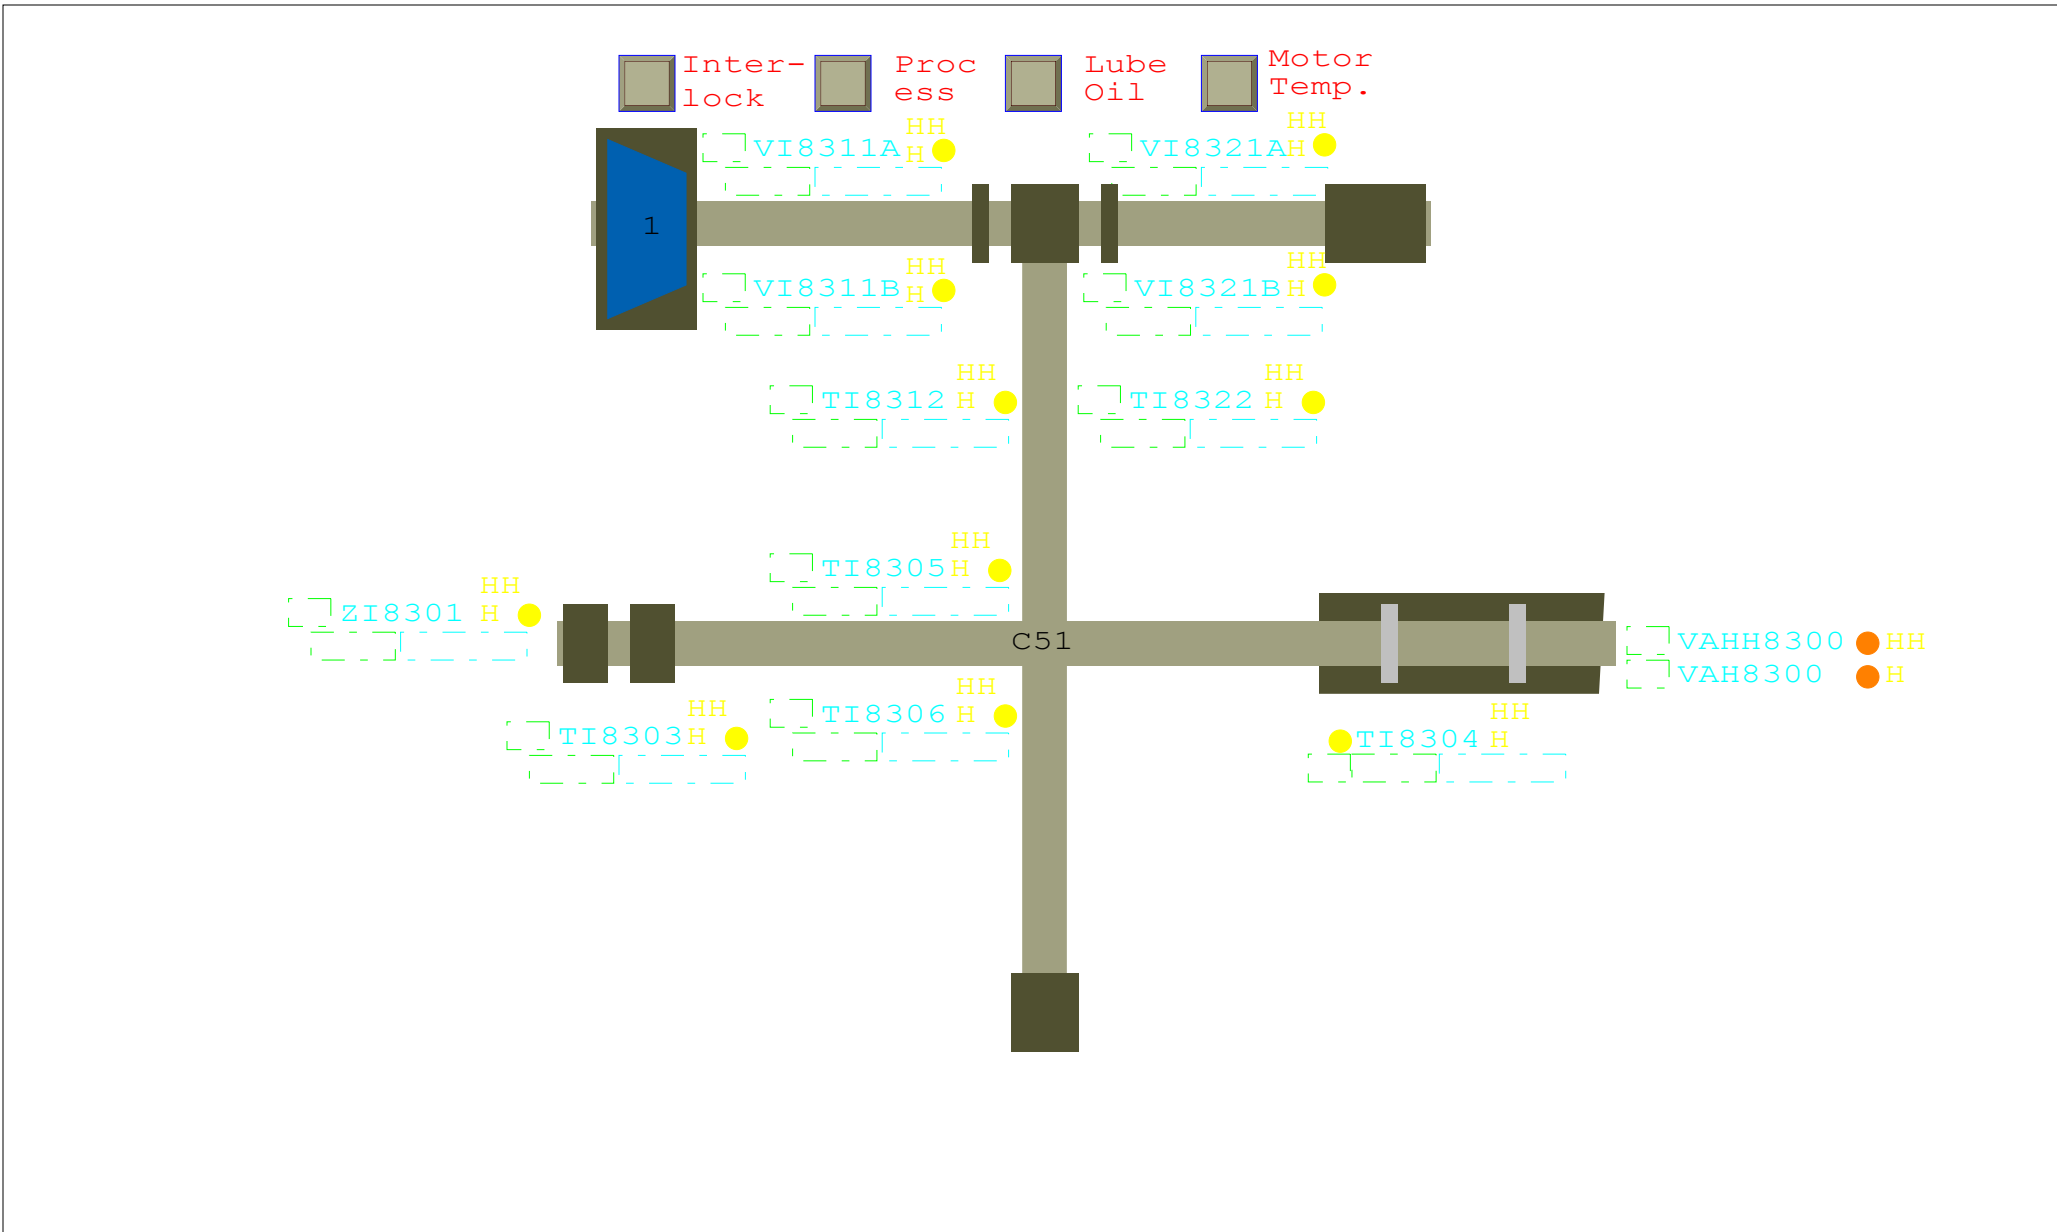 Inter-
lock
Proc
ess
Lube
Oil
Motor
Temp.
HH
VI8311A H
HH
VI8321A H
1
HH
VI8311B H
HH
VI8321B H
HH
TI8312 H
HH
TI8322 H
HH
TI8305 H
HH
ZI8301 H
C51
VAHH8300 HH
VAH8300 H
HH
TI8306 H
HH
TI8303 H
HH
TI8304 H